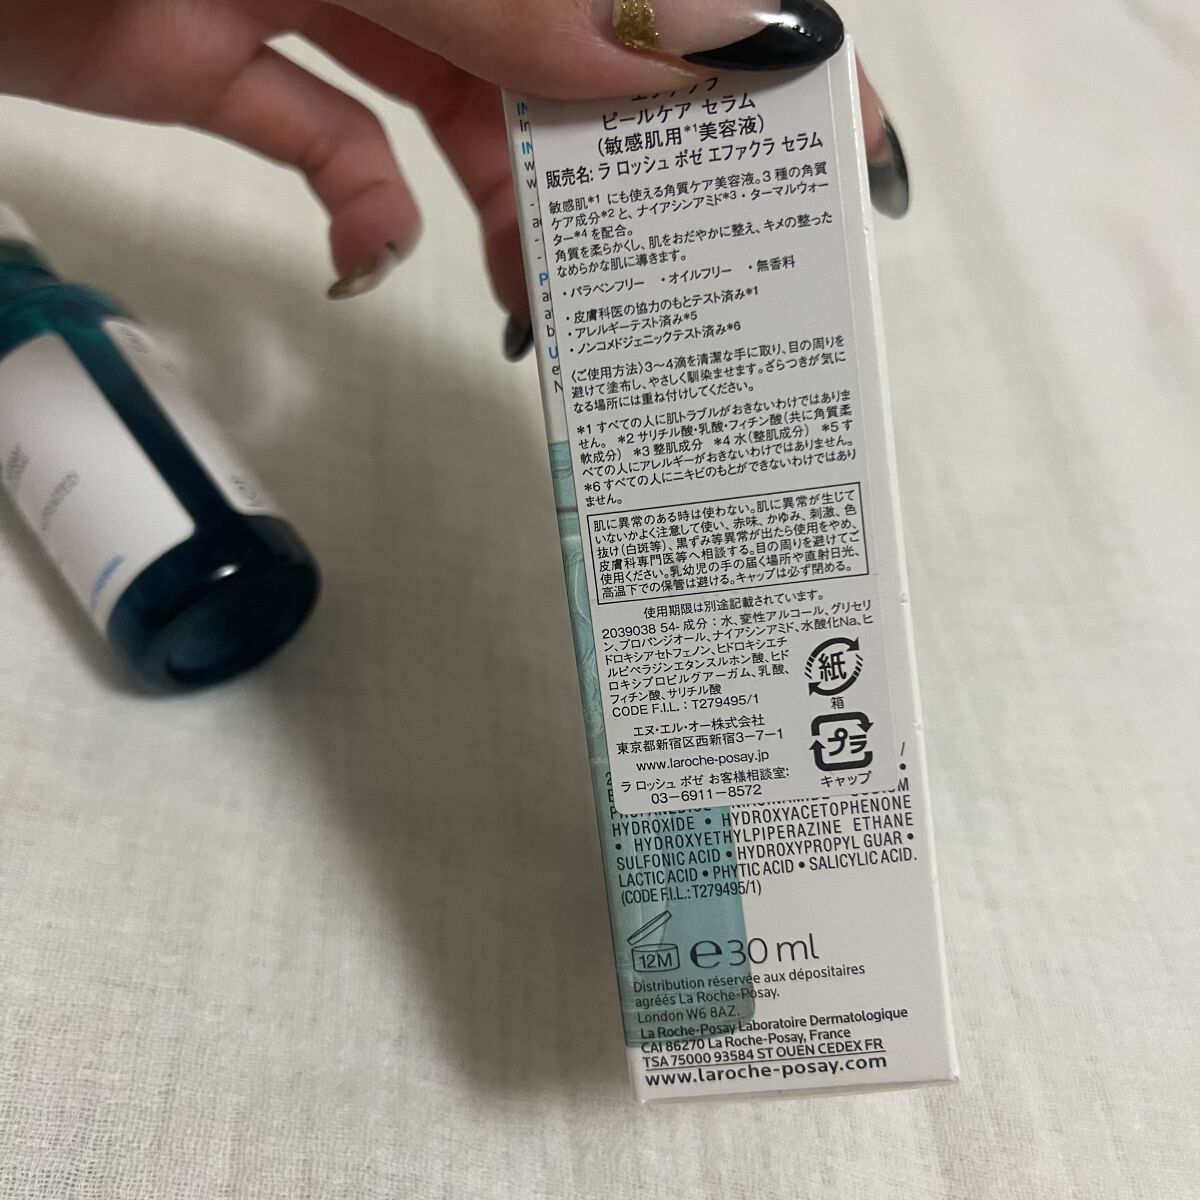 エファクラ
ピールケア セラム
(敏感肌用*1美容液)
販売名: ラ ロッシュ ポゼ エファクラ セラム
敏感肌*1 にも使える角質ケア美容液。3 種の角質
ケア成分*2 と、ナイアシンアミド*3・ターマルウォー
ター*4 を配合。
角質を柔らかくし、肌をおだやかに整え、キメの整った
なめらかな肌に導きます。
・パラベンフリー ・オイルフリー ・無香料
・皮膚科医の協力のもとテスト済み*1
・アレルギーテスト済み*5
・ノンコメドジェニックテスト済み*6
〈ご使用方法〉3〜4滴を清潔な手に取り、目の周りを
避けて塗布し、やさしく馴染ませます。ざらつきが気に
なる場所には重ね付けしてください。
*1 すべての人に肌トラブルがおきないわけではありま
せん。 *2 サリチル酸・乳酸・フィチン酸(共に角質柔
軟成分) *3 整肌成分 *4 水(整肌成分) *5 す
べての人にアレルギーがおきないわけではありません。
*6 すべての人にニキビのもとができないわけではあり
ません。
肌に異常のある時は使わない。肌に異常が生じて
いないかよく注意して使い、赤味、かゆみ、刺激、色
抜け(白斑等)、黒ずみ等異常が出たら使用をやめ、
皮膚科専門医等へ相談する。目の周りを避けてご
使用ください。乳幼児の手の届く場所や直射日光、
高温下での保管は避ける。キャップは必ず閉める。
使用期限は別途記載されています。
2039038 54- 成分 : 水、変性アルコール、グリセリ
ン、プロパンジオール、ナイアシンアミド、水酸化Na、ヒ
ドロキシアセトフェノン、ヒドロキシエチ
ルピペラジンエタンスルホン酸、ヒド
ロキシプロピルグアーガム、乳酸、
フィチン酸、サリチル酸
CODE F.I.L. : T279495/1
紙
箱
エヌ・エル・オー株式会社
東京都新宿区西新宿3-7-1
www.laroche-posay.jp
ラ ロッシュ ポゼ お客様相談室:
03-6911-8572
プラ
キャップ
HYDROXIDE • HYDROXYACETOPHENONE
• HYDROXYETHYLPIPERAZINE ETHANE
SULFONIC ACID • HYDROXYPROPYL GUAR •
LACTIC ACID • PHYTIC ACID • SALICYLIC ACID.
(CODE F.I.L.: T279495/1)
12M ℮30 ml
Distribution réservée aux dépositaires
agréés La Roche-Posay.
London W6 8AZ.
La Roche-Posay Laboratoire Dermatologique
CAI 86270 La Roche-Posay, France
TSA 75000 93584 ST OUEN CEDEX FR
www.laroche-posay.com